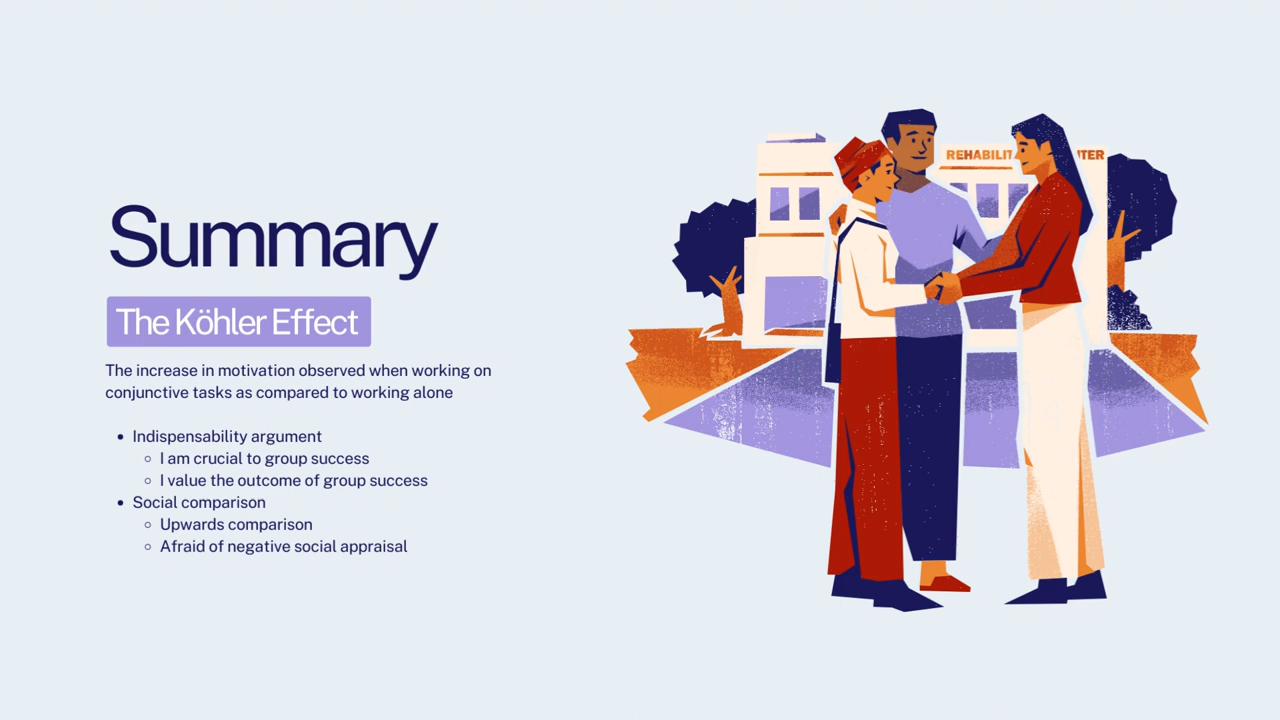 Summary
The Köhler Effect
The increase in motivation observed when working on
conjunctive tasks as compared to working alone
• Indispensability argument
◦ I am crucial to group success
◦ I value the outcome of group success
• Social comparison
◦ Upwards comparison
◦ Afraid of negative social appraisal
REHABILIT TER